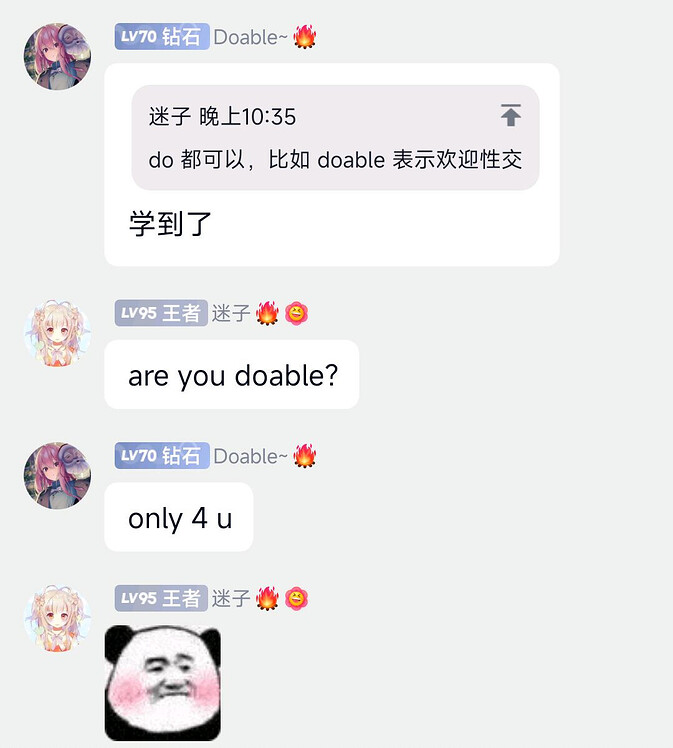 LV70 钻石 Doable~
迷子 晚上10:35
do 都可以，比如 doable 表示欢迎性交
学到了
LV95 王者 迷子
are you doable?
LV70 钻石 Doable~
only 4 u
LV95 王者 迷子